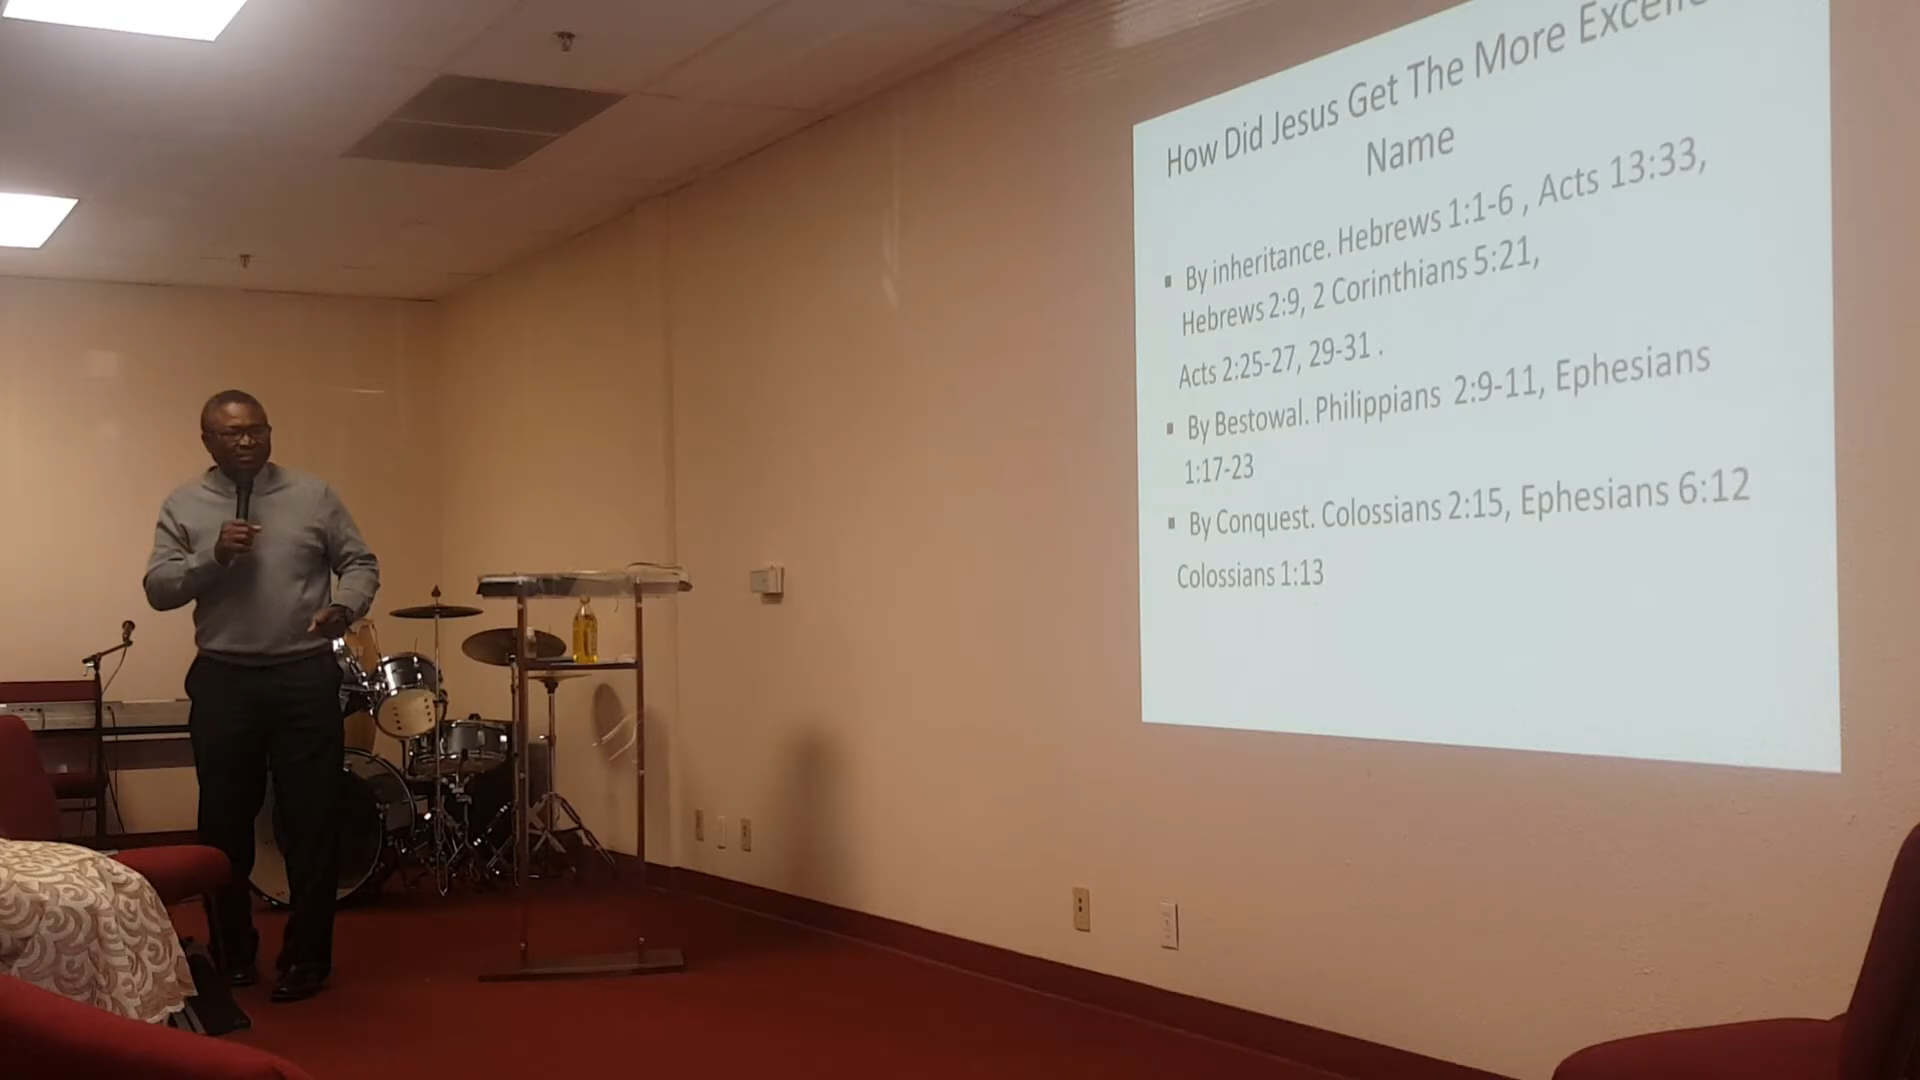 How Did Jesus Get The More
Name
▪ By inheritance. Hebrews 1:1-6 , Acts 13:33,
Hebrews 2:9, 2 Corinthians 5:21,
Acts 2:25-27, 29-31 .
▪ By Bestowal. Philippians 2:9-11, Ephesians
1:17-23
▪ By Conquest. Colossians 2:15, Ephesians 6:12
Colossians 1:13